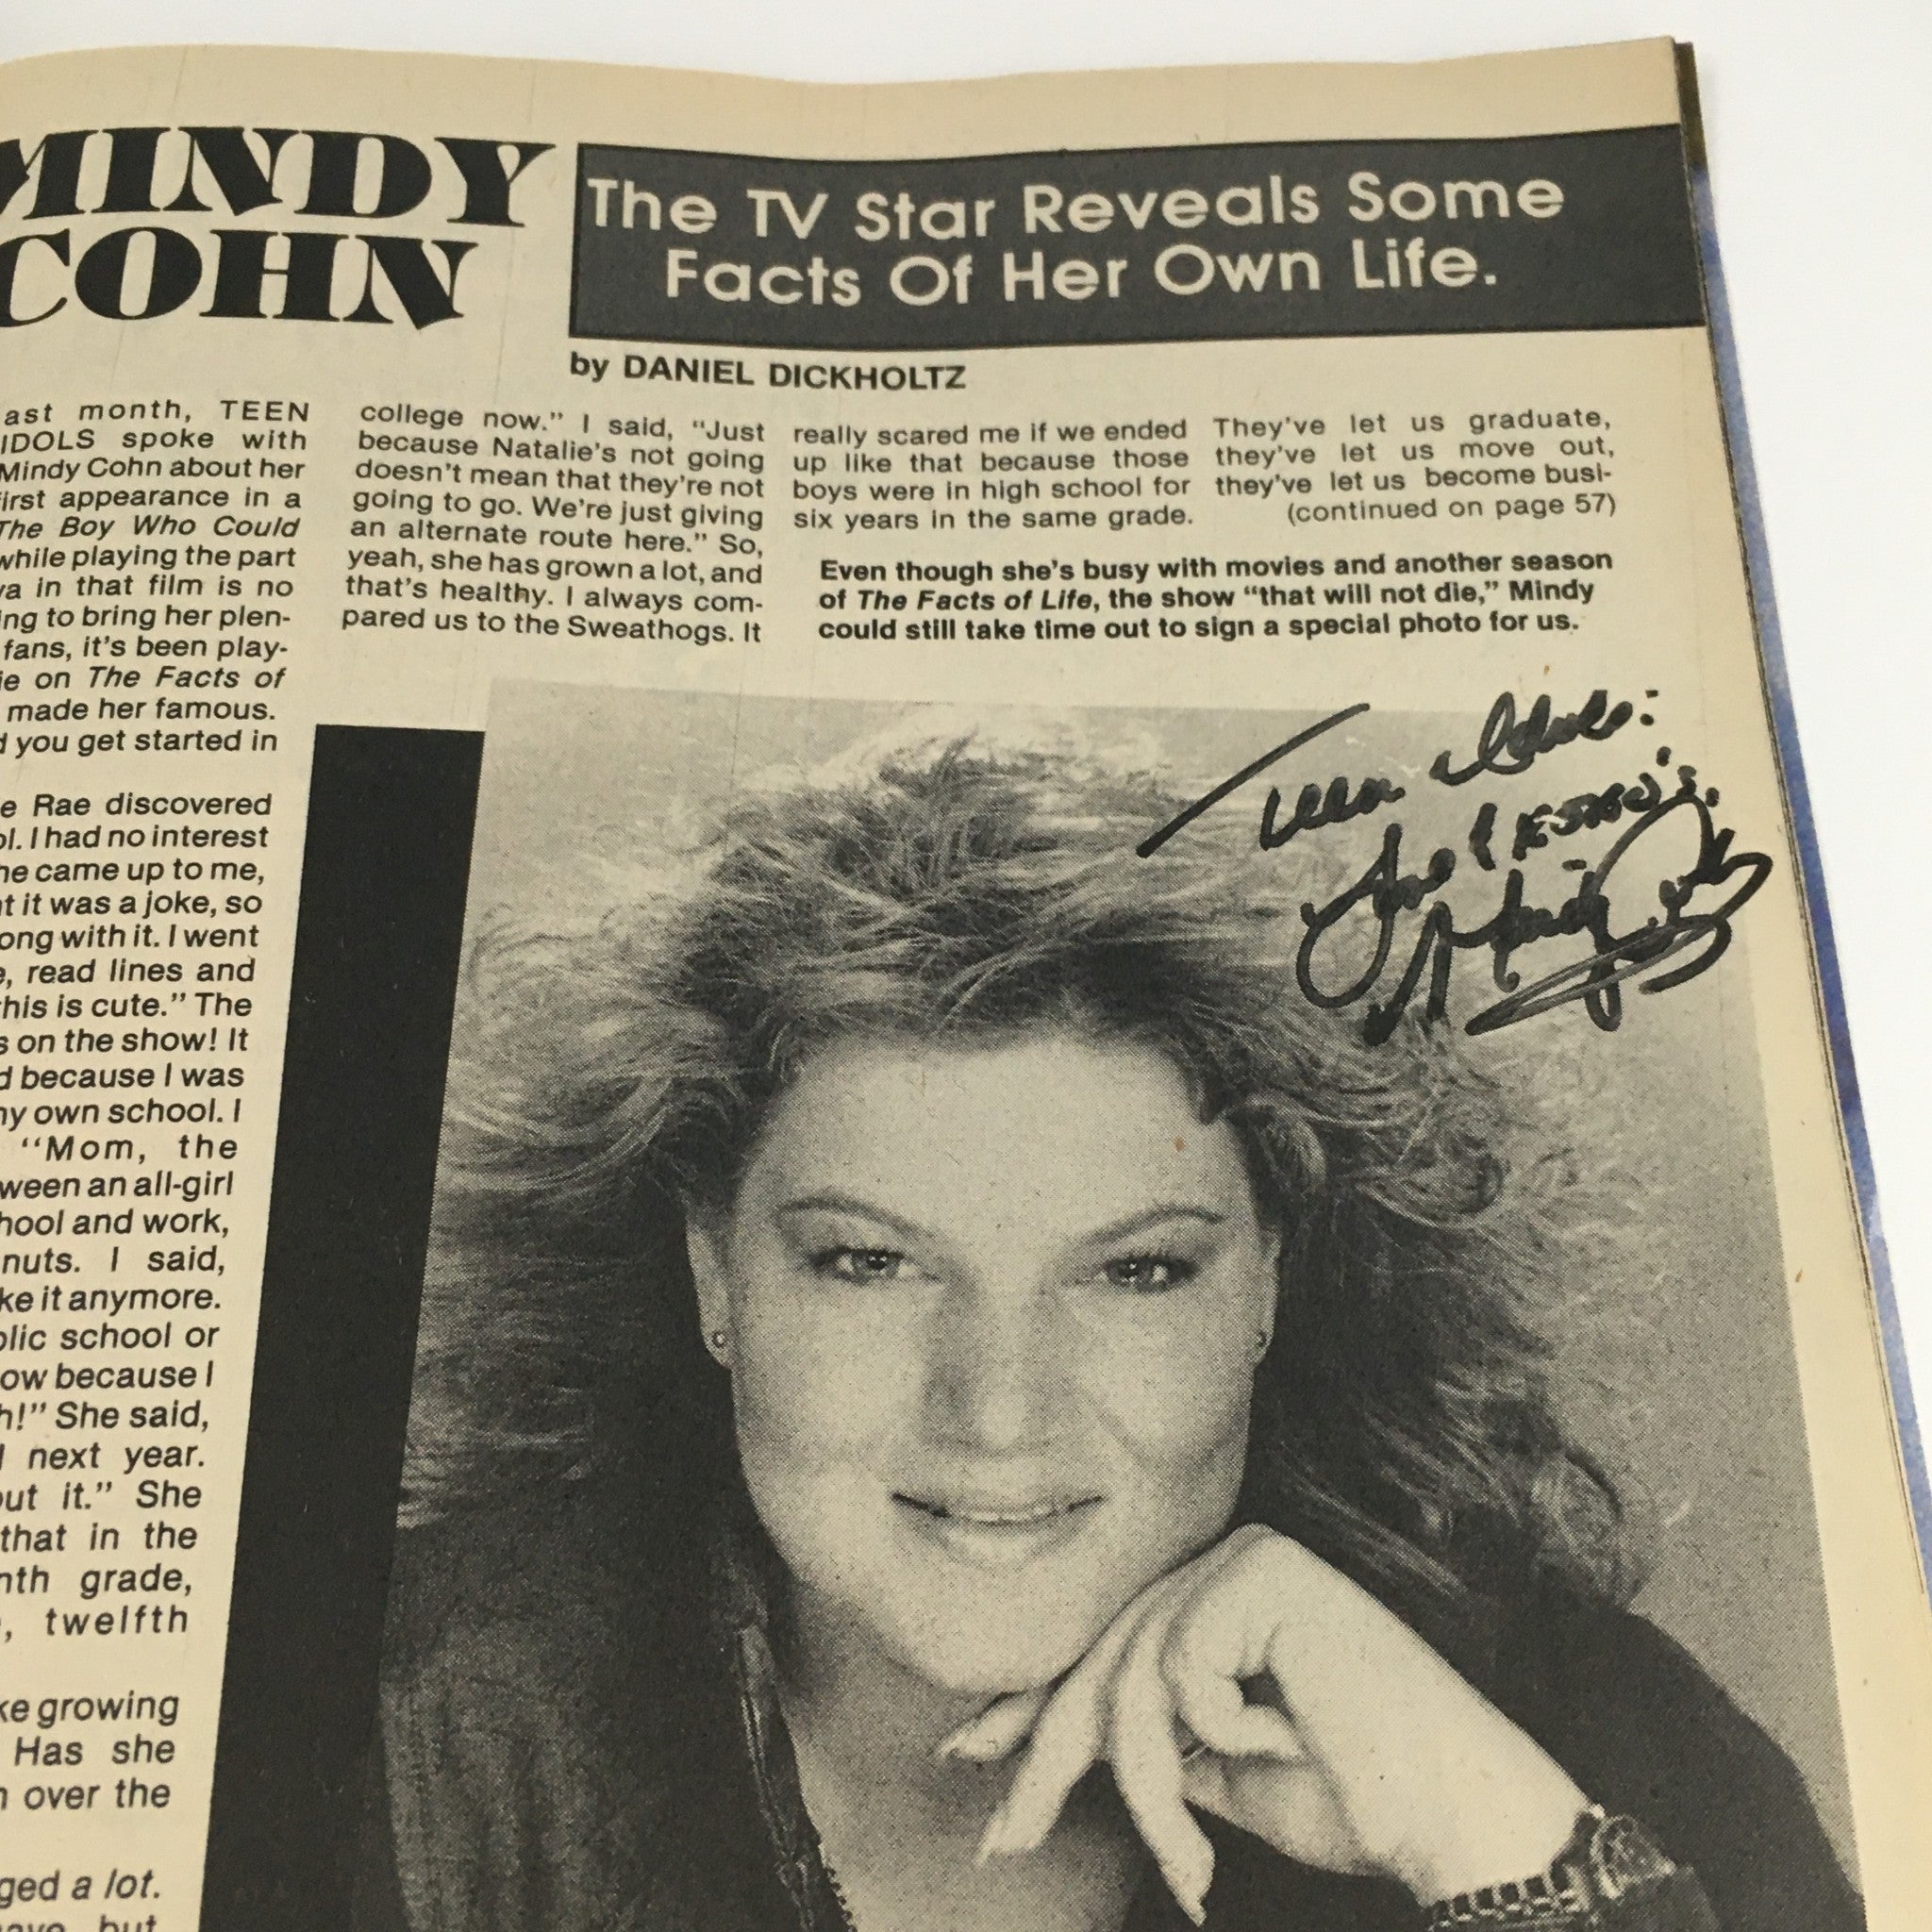 MINDY
COHN
The TV Star Reveals Some
Facts Of Her Own Life.
by DANIEL DICKHOLTZ
ast month, TEEN
IDOLS spoke with
Mindy Cohn about her
irst appearance in a
The Boy Who Could
while playing the part
va in that film is no
ing to bring her plen-
fans, it's been play-
ie on The Facts of
made her famous.
d you get started in
e Rae discovered
ol. I had no interest
he came up to me,
ht it was a joke, so
ong with it. I went
e, read lines and
his is cute." The
s on the show! It
d because I was
ny own school. I
"Mom, the
ween an all-girl
hool and work,
nuts. I said,
ke it anymore.
blic school or
ow because I
h!" She said,
l next year.
out it." She
that in the
nth grade,
, twelfth
ke growing
Has she
n over the
ged a lot.
ave but
college now." I said, "Just
because Natalie's not going
doesn't mean that they're not
going to go. We're just giving
an alternate route here." So,
yeah, she has grown a lot, and
that's healthy. I always com-
pared us to the Sweathogs. It
really scared me if we ended
up like that because those
boys were in high school for
six years in the same grade.
They've let us graduate,
they've let us move out,
they've let us become busi-
(continued on page 57)
Even though she's busy with movies and another season
of The Facts of Life, the show "that will not die," Mindy
could still take time out to sign a special photo for us.
Teen Idols:
Love &
Mindy Cohn